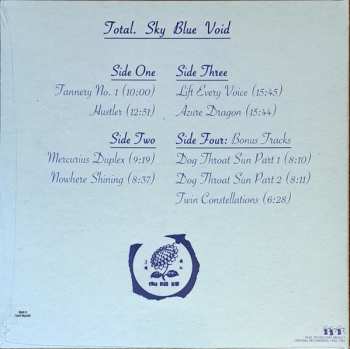 Total. Sky Blue Void
Side One
Tannery No. 1 (10:00)
Hustler (12:51)
Side Two
Mercurius Duplex (9:19)
Nowhere Shining (8:37)
Side Three
Lift Every Voice (15:45)
Azure Dragon (15:44)
Side Four: Bonus Tracks
Dog Throat Sun Part 1 (8:10)
Dog Throat Sun Part 2 (8:11)
Twin Constellations (6:28)